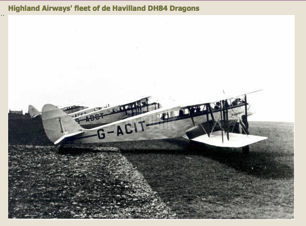 Highland Airways' fleet of de Havilland DH84 Dragons
G-ACIT